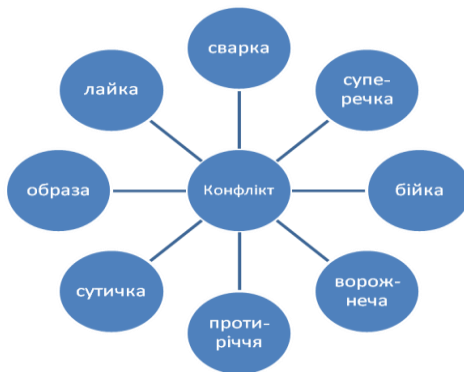 сварка
супе-
речка
бійка
ворож-
неча
проти-
річчя
сутичка
образа
лайка
Конфлікт